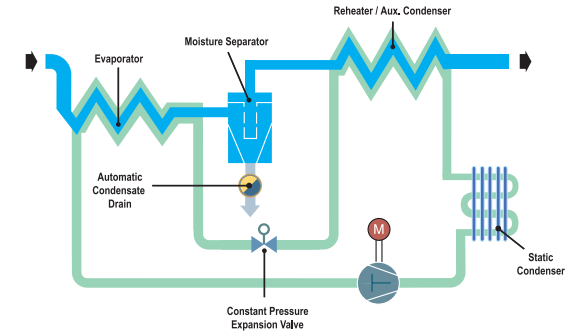 Reheater / Aux. Condenser
Moisture Separator
Evaporator
Automatic
Condensate
Drain
M
Static
Condenser
Constant Pressure
Expansion Valve